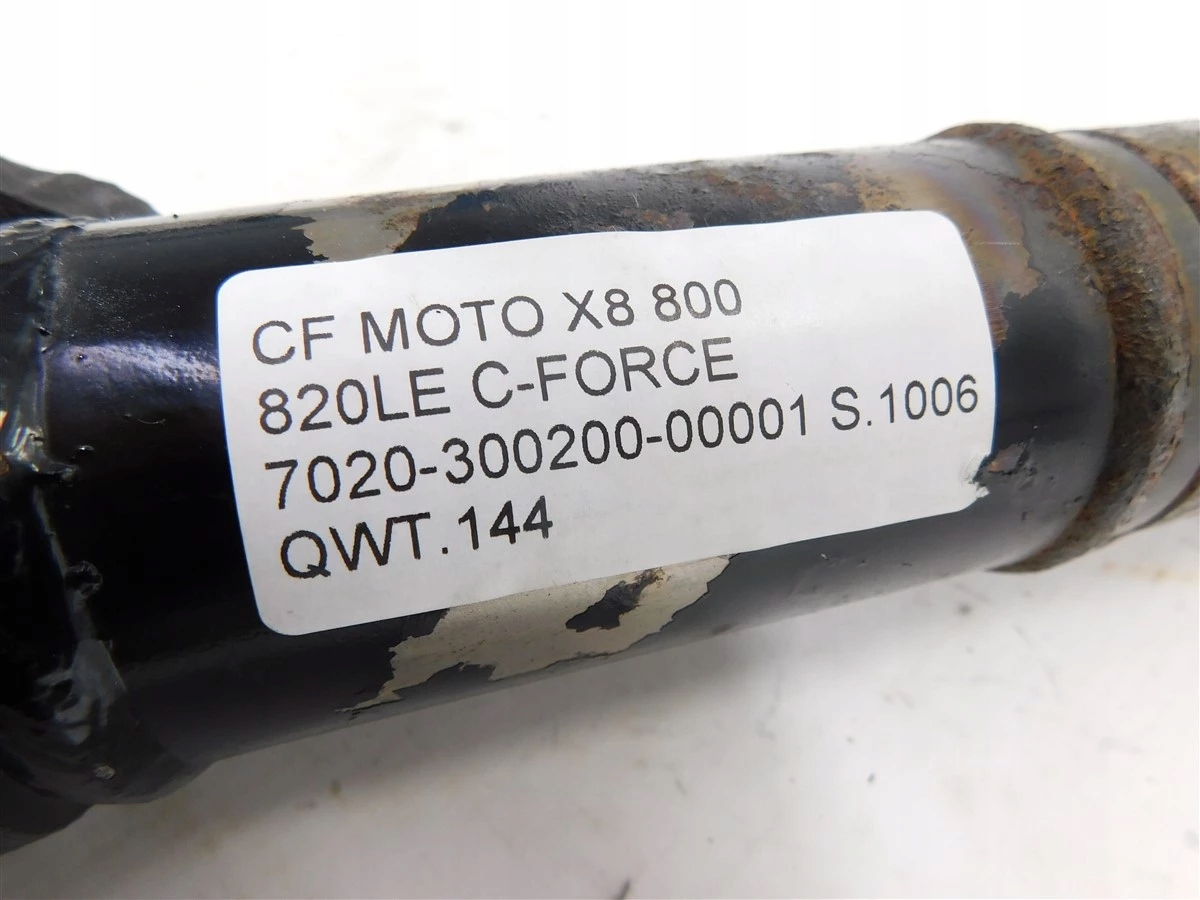 CF MOTO X8 800
820LE C-FORCE
7020-300200-00001 S.1006
QWT.144